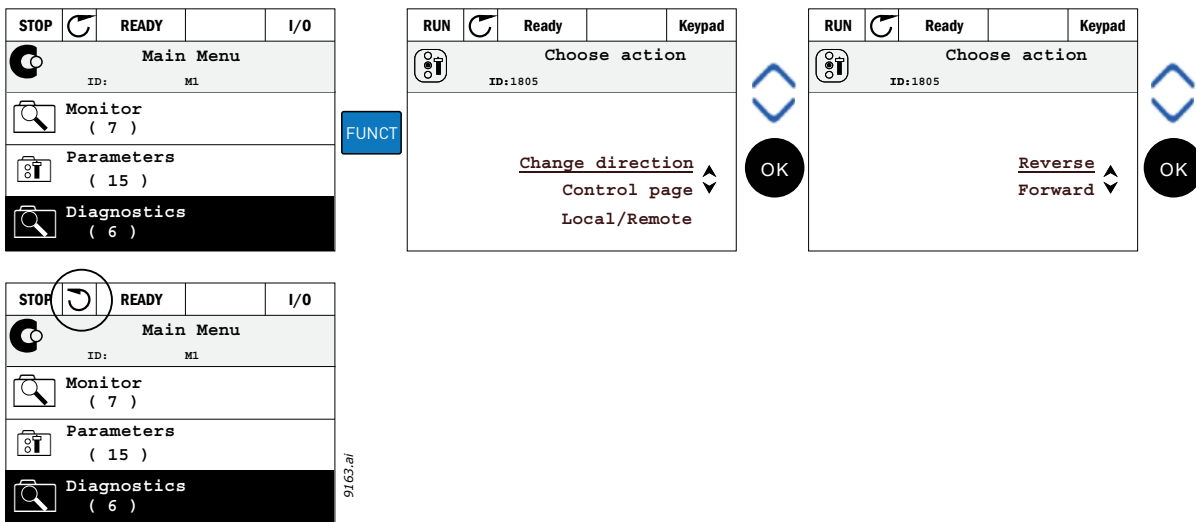 STOP READY I/O
Main Menu
ID: M1
Monitor
( 7 )
Parameters
( 15 )
Diagnostics
( 6 )
FUNCT
RUN Ready Keypad
Choose action
ID:1805
Change direction
Control page
Local/Remote
OK
RUN Ready Keypad
Choose action
ID:1805
Reverse
Forward
OK
STOP READY I/O
Main Menu
ID: M1
Monitor
( 7 )
Parameters
( 15 )
Diagnostics
( 6 )
9163.ai